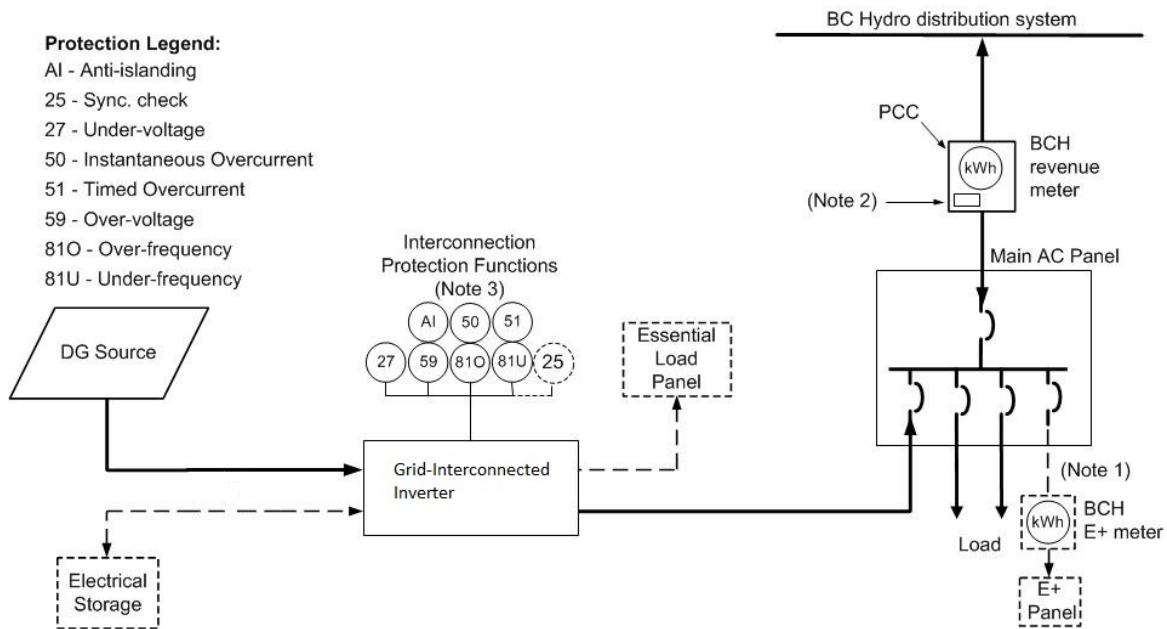 BC Hydro distribution system
Protection Legend:
AI - Anti-islanding
25 - Sync. check
27 - Under-voltage
50 - Instantaneous Overcurrent
51 - Timed Overcurrent
59 - Over-voltage
81O - Over-frequency
81U - Under-frequency
PCC
kWh
BCH
revenue
meter
(Note 2)
Interconnection
Protection Functions
(Note 3)
AI 50 51
27 59 81O 81U 25
Main AC Panel
DG Source
Essential
Load
Panel
Grid-Interconnected
Inverter
(Note 1)
kWh
BCH
E+ meter
Load
Electrical
Storage
E+
Panel